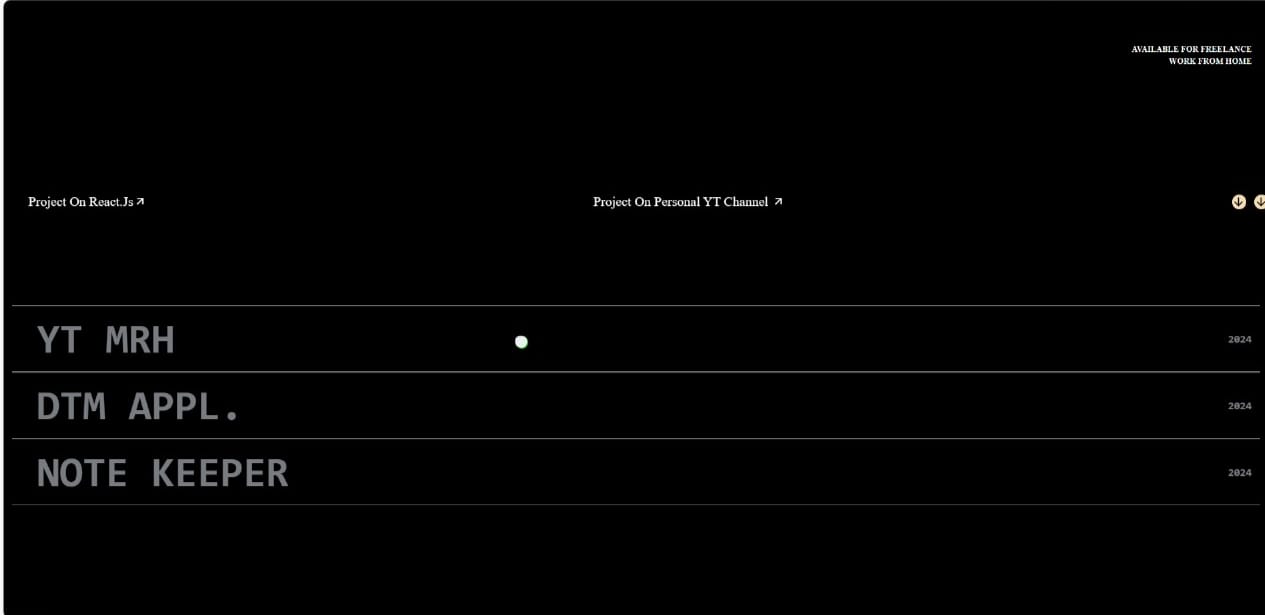 AVAILABLE FOR FREELANCE
WORK FROM HOME
Project On React.Js
Project On Personal YT Channel
YT MRH 2024
DTM APPL. 2024
NOTE KEEPER 2024